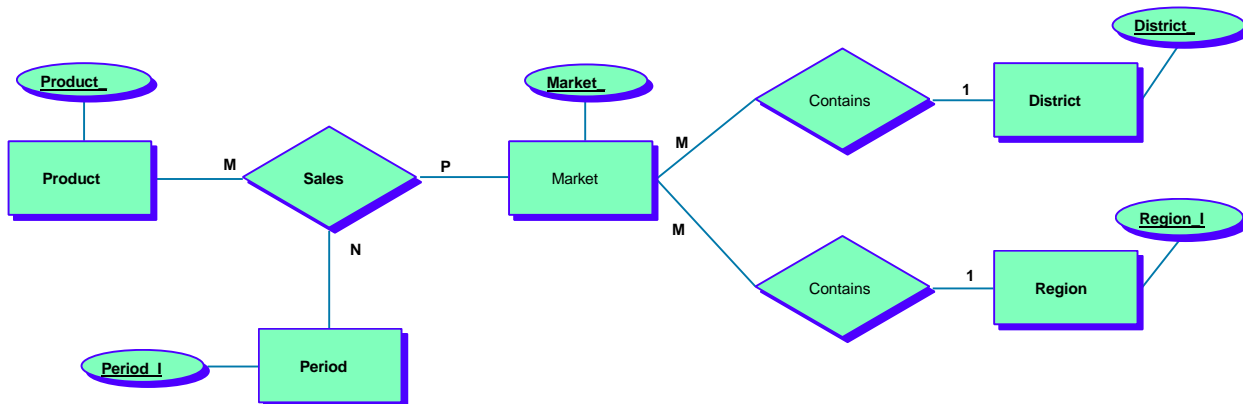 District_
Product_
Market_
Contains
1
District
M
Product
M
Sales
P
Market
M
N
Region_I
Contains
1
Region
Period_I
Period